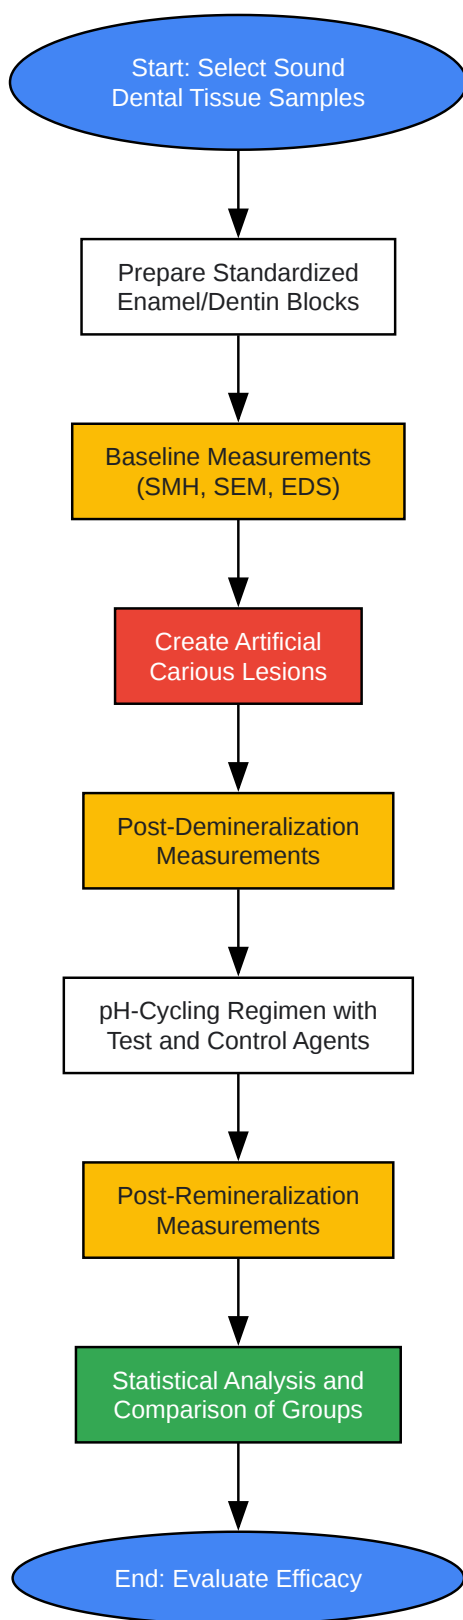 Start: Select Sound
Dental Tissue Samples
Prepare Standardized
Enamel/Dentin Blocks
Baseline Measurements
(SMH, SEM, EDS)
Create Artificial
Carious Lesions
Post-Demineralization
Measurements
pH-Cycling Regimen with
Test and Control Agents
Post-Remineralization
Measurements
Statistical Analysis and
Comparison of Groups
End: Evaluate Efficacy